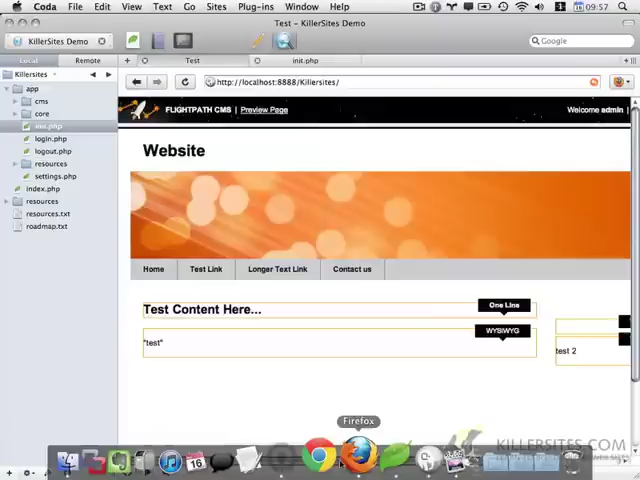 Coda File Edit View Text Go Sites Plug-ins Window Help 09:57
Test - KillerSites Demo
KillerSites Demo
Google
Local Remote Test init.php
Killersites
http://localhost:8888/Killersites/
app
cms
core
init.php
login.php
logout.php
resources
settings.php
index.php
resources
resources.txt
roadmap.txt
FLIGHTPATH CMS | Preview Page Welcome admin
Website
Home Test Link Longer Text Link Contact us
One Line
Test Content Here...
WYSIWYG
"test"
test 2
Firefox
16
KILLERSITES.COM